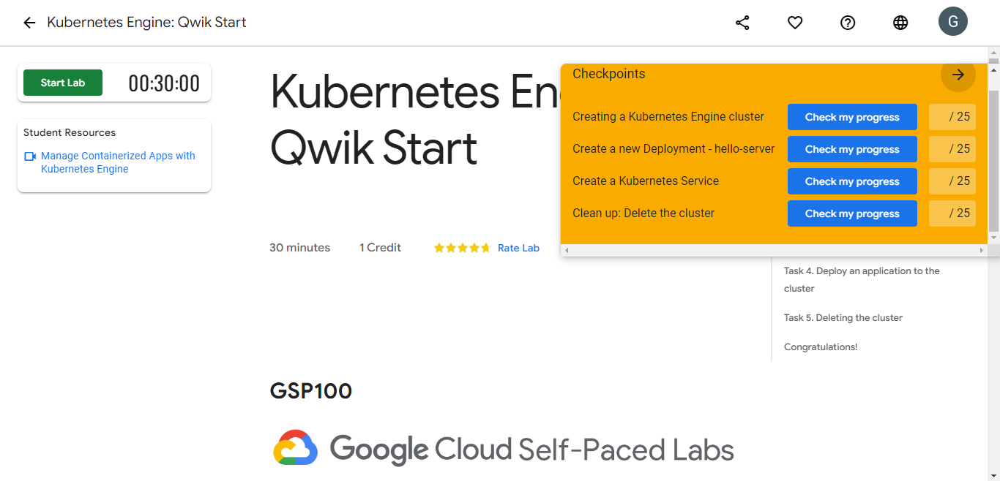 Kubernetes Engine: Qwik Start
G
Start Lab
00:30:00
Student Resources
Manage Containerized Apps with
Kubernetes Engine
Kubernetes En
Qwik Start
30 minutes
1 Credit
Rate Lab
Checkpoints
Creating a Kubernetes Engine cluster
Check my progress
/ 25
Create a new Deployment - hello-server
Check my progress
/ 25
Create a Kubernetes Service
Check my progress
/ 25
Clean up: Delete the cluster
Check my progress
/ 25
Task 4. Deploy an application to the
cluster
Task 5. Deleting the cluster
Congratulations!
GSP100
Google Cloud Self-Paced Labs